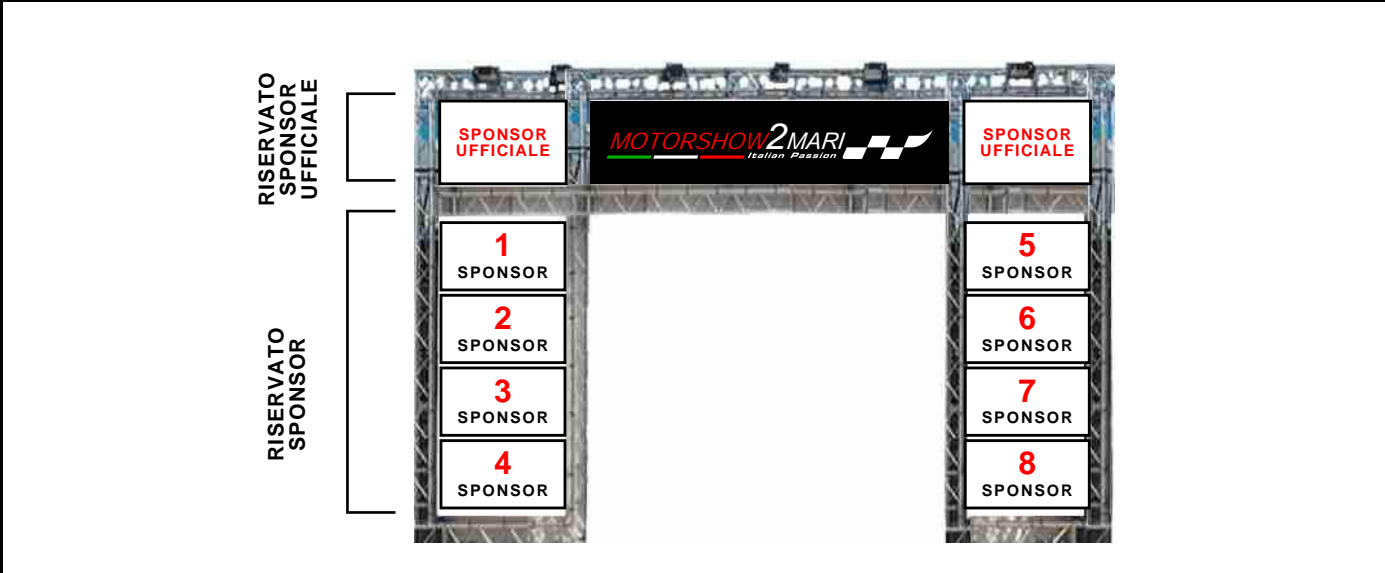 RISERVATO
SPONSOR
UFFICIALE
SPONSOR
UFFICIALE
MOTORSHOW2MARI
Italian Passion
SPONSOR
UFFICIALE
RISERVATO
SPONSOR
1
SPONSOR
2
SPONSOR
3
SPONSOR
4
SPONSOR
5
SPONSOR
6
SPONSOR
7
SPONSOR
8
SPONSOR